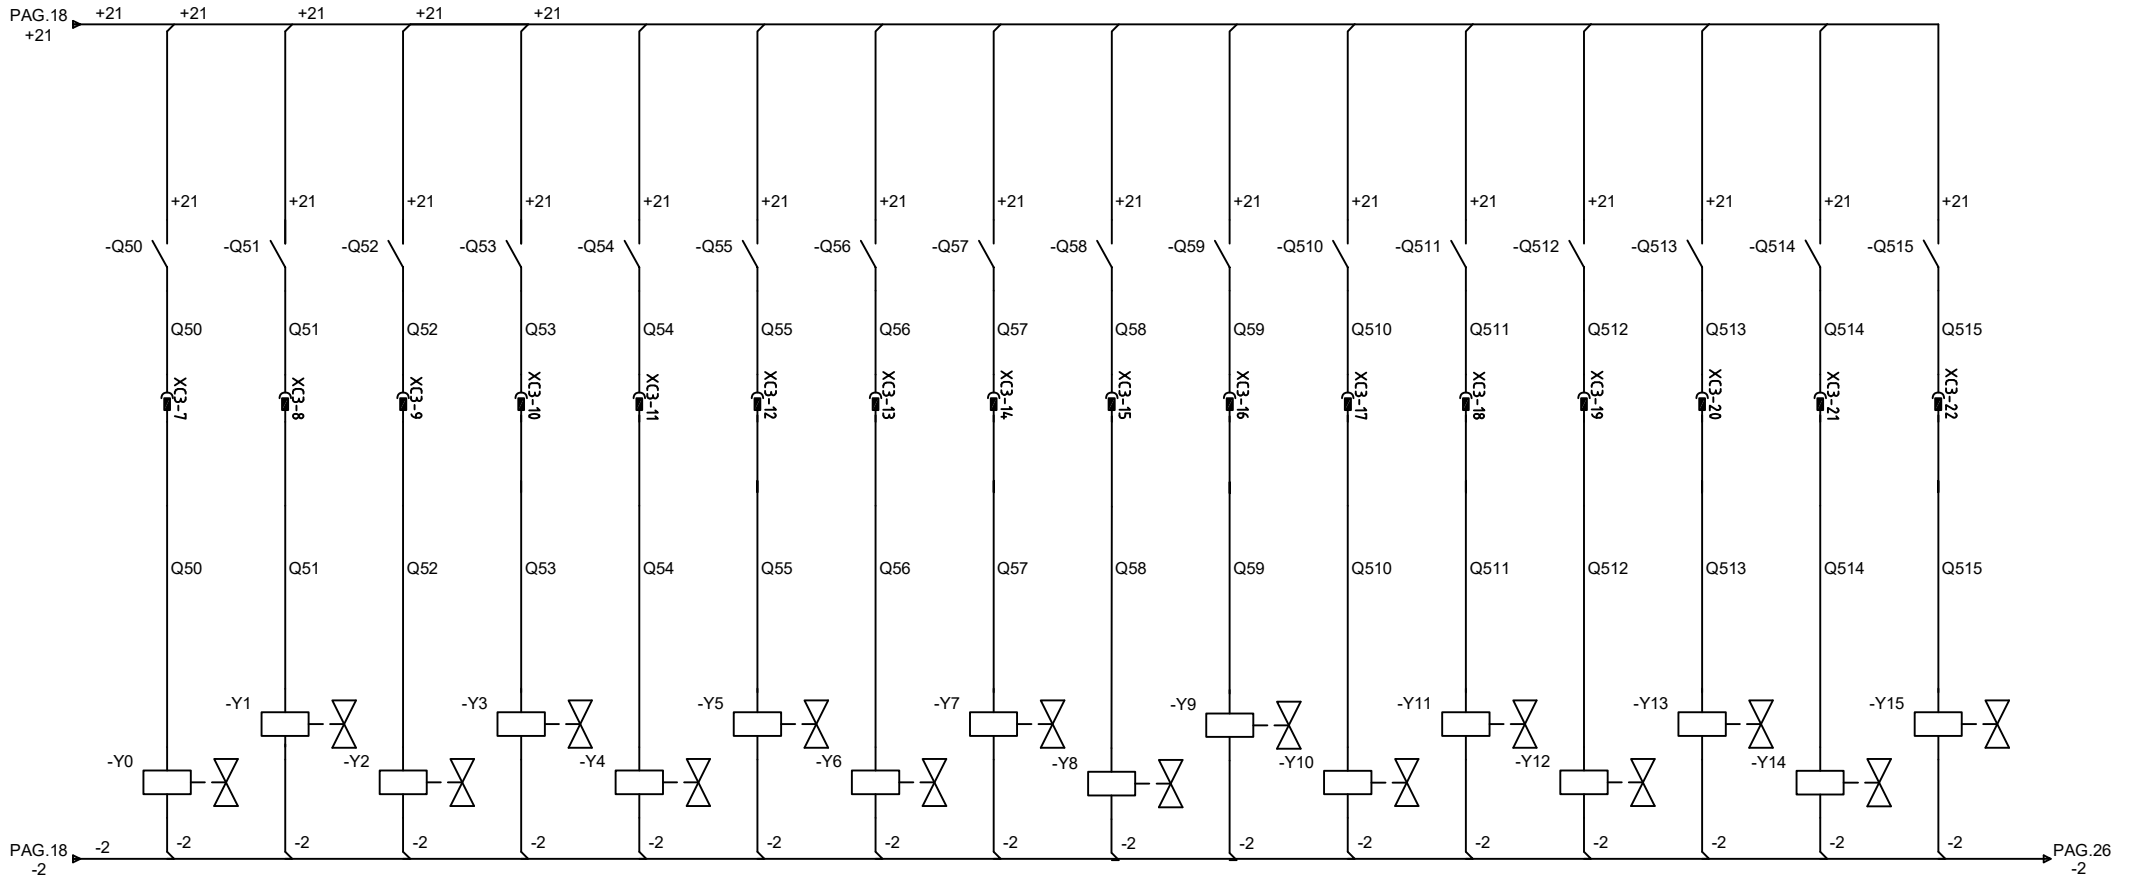 PAG.18 +21 +21 +21 +21 +21
+21
+21 +21 +21 +21 +21 +21 +21 +21 +21 +21 +21 +21 +21 +21 +21 +21
-Q50 -Q51 -Q52 -Q53 -Q54 -Q55 -Q56 -Q57 -Q58 -Q59 -Q510 -Q511 -Q512 -Q513 -Q514 -Q515
Q50 Q51 Q52 Q53 Q54 Q55 Q56 Q57 Q58 Q59 Q510 Q511 Q512 Q513 Q514 Q515
XC3-7 XC3-8 XC3-9 XC3-10 XC3-11 XC3-12 XC3-13 XC3-14 XC3-15 XC3-16 XC3-17 XC3-18 XC3-19 XC3-20 XC3-21 XC3-22
Q50 Q51 Q52 Q53 Q54 Q55 Q56 Q57 Q58 Q59 Q510 Q511 Q512 Q513 Q514 Q515
-Y1 -Y3 -Y5 -Y7 -Y9 -Y11 -Y13 -Y15
-Y0 -Y2 -Y4 -Y6 -Y8 -Y10 -Y12 -Y14
PAG.18 -2 -2 -2 -2 -2 -2 -2 -2 -2 -2 -2 -2 -2 -2 -2 -2 -2 PAG.26
-2 -2